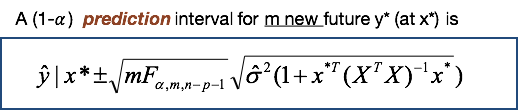 A (1-α) prediction interval for m new future y* (at x*) is
ŷ | x* ± √(mF_{α,m,n-p-1}) √(σ̂²(1 + x*ᵀ(XᵀX)⁻¹x*))